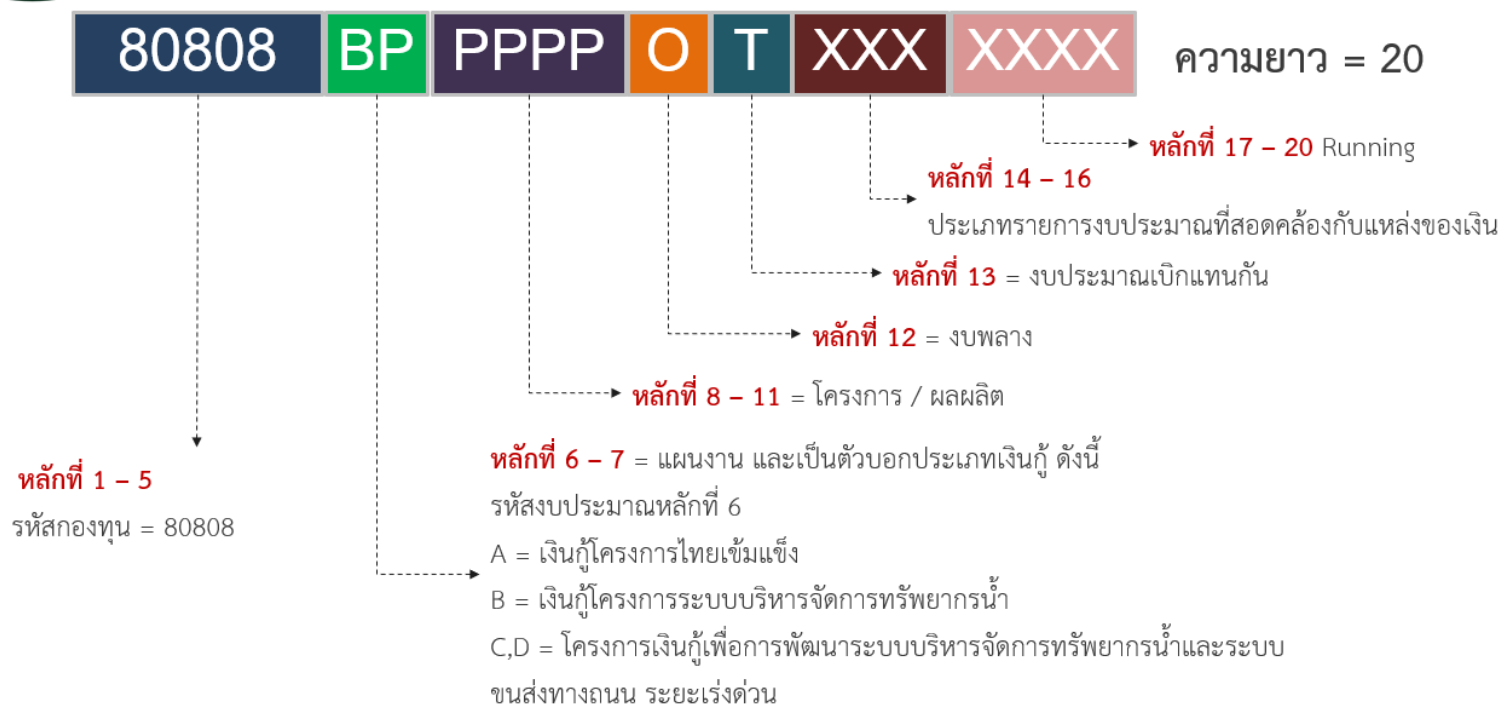 80808 BP PPPP O T XXX XXXX ความยาว = 20
หลักที่ 17 – 20 Running
หลักที่ 14 – 16
ประเภทรายการงบประมาณที่สอดคล้องกับแหล่งของเงิน
หลักที่ 13 = งบประมาณเบิกแทนกัน
หลักที่ 12 = งบพลาง
หลักที่ 8 – 11 = โครงการ / ผลผลิต
หลักที่ 6 – 7 = แผนงาน และเป็นตัวบอกประเภทเงินกู้ ดังนี้
รหัสงบประมาณหลักที่ 6
A = เงินกู้โครงการไทยเข้มแข็ง
B = เงินกู้โครงการระบบบริหารจัดการทรัพยากรน้ำ
C,D = โครงการเงินกู้เพื่อการพัฒนาระบบบริหารจัดการทรัพยากรน้ำและระบบ
ขนส่งทางถนน ระยะเร่งด่วน
หลักที่ 1 – 5
รหัสกองทุน = 80808